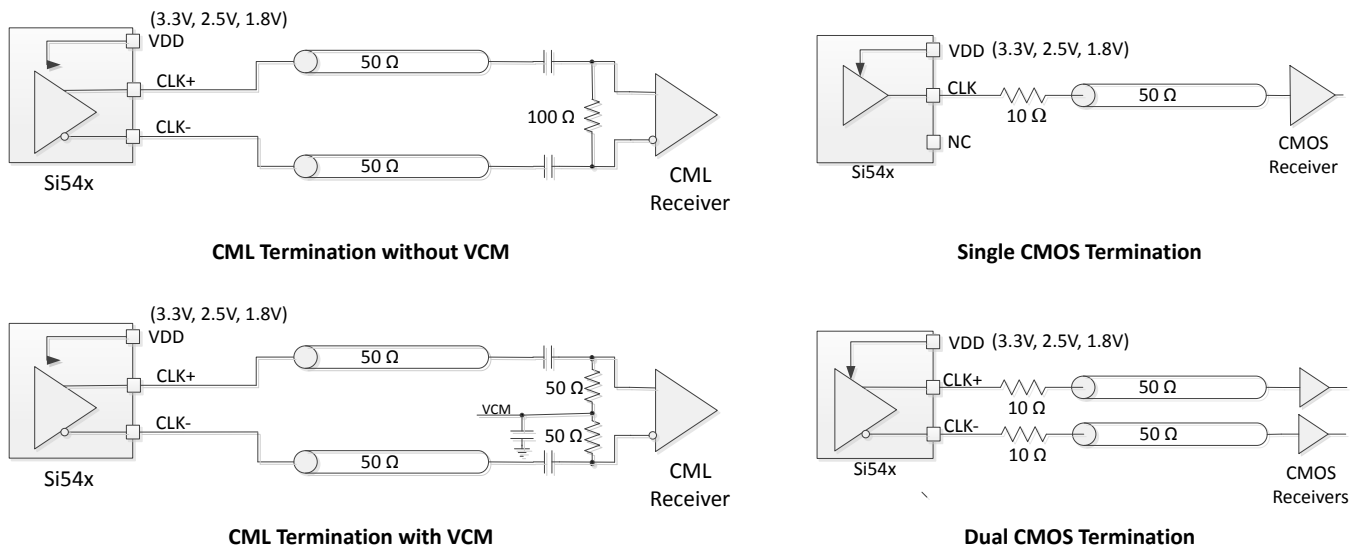 (3.3V, 2.5V, 1.8V)
VDD
CLK+
50 Ω
100 Ω
CLK-
50 Ω
Si54x
CML
Receiver
CML Termination without VCM
VDD (3.3V, 2.5V, 1.8V)
CLK
10 Ω
50 Ω
NC
CMOS
Receiver
Si54x
Single CMOS Termination
(3.3V, 2.5V, 1.8V)
VDD
CLK+
50 Ω
50 Ω
VCM
50 Ω
CLK-
50 Ω
Si54x
CML
Receiver
CML Termination with VCM
VDD (3.3V, 2.5V, 1.8V)
CLK+
10 Ω
50 Ω
CLK-
10 Ω
50 Ω
Si54x
CMOS
Receivers
Dual CMOS Termination